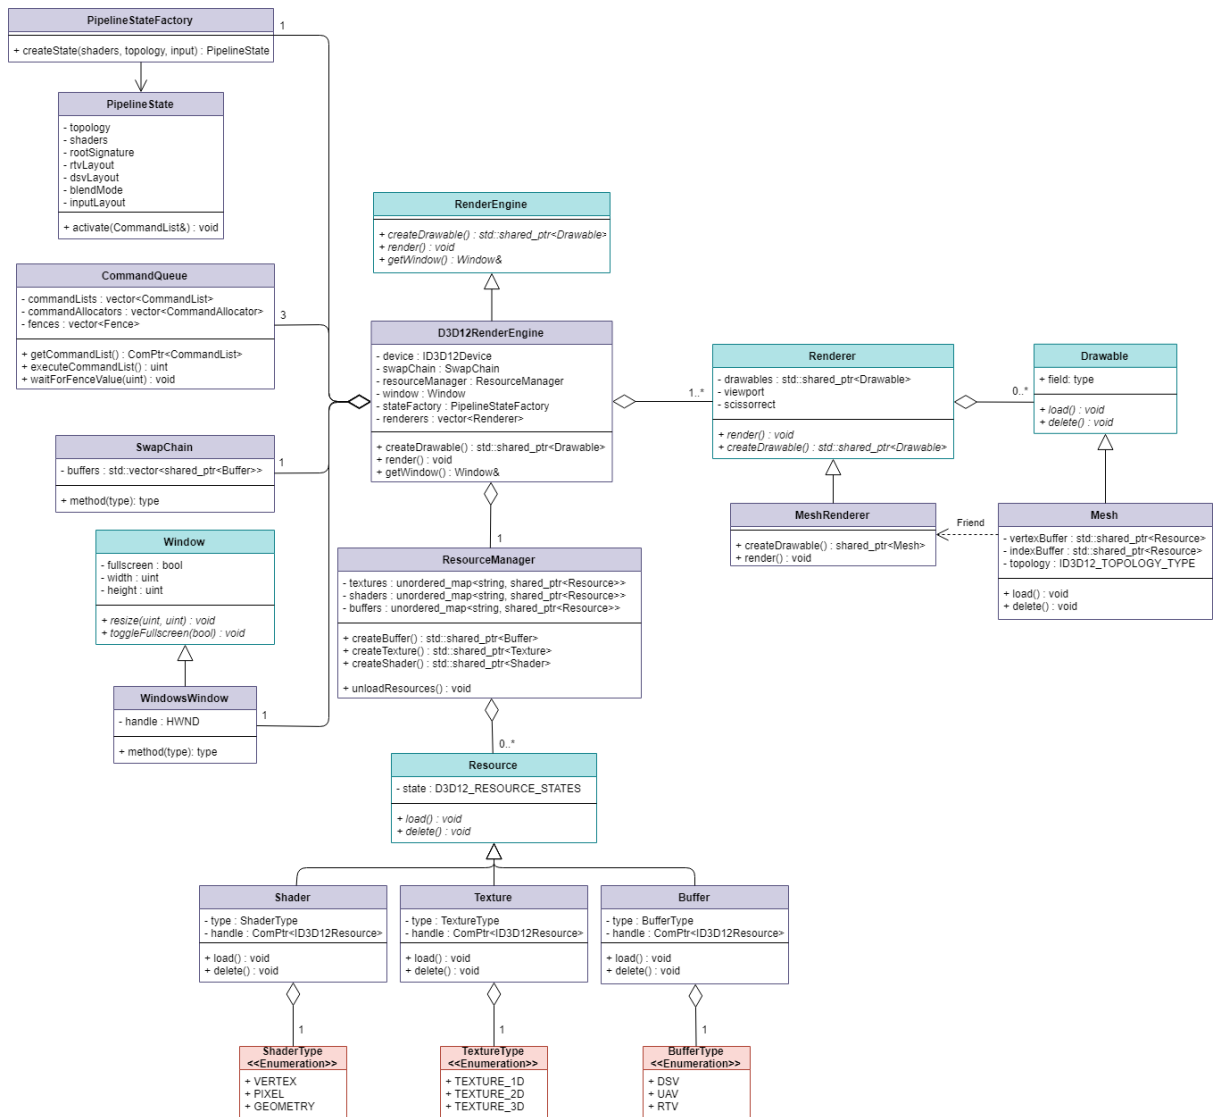 PipelineStateFactory
+ createState(shaders, topology, input) : PipelineState
1
PipelineState
- topology
- shaders
- rootSignature
- rtvLayout
- dsvLayout
- blendMode
- inputLayout
+ activate(CommandList&) : void
CommandQueue
- commandLists : vector<CommandList>
- commandAllocators : vector<CommandAllocator>
- fences : vector<Fence>
+ getCommandList() : ComPtr<CommandList>
+ executeCommandList() : uint
+ waitForFenceValue(uint) : void
3
SwapChain
- buffers : std::vector<shared_ptr<Buffer>>
+ method(type): type
1
Window
- fullscreen : bool
- width : uint
- height : uint
+ resize(uint, uint) : void
+ toggleFullscreen(bool) : void
WindowsWindow
- handle : HWND
+ method(type): type
1
RenderEngine
+ createDrawable() : std::shared_ptr<Drawable>
+ render() : void
+ getWindow() : Window&
D3D12RenderEngine
- device : ID3D12Device
- swapChain : SwapChain
- resourceManager : ResourceManager
- window : Window
- stateFactory : PipelineStateFactory
- renderers : vector<Renderer>
+ createDrawable() : std::shared_ptr<Drawable>
+ render() : void
+ getWindow() : Window&
1..*
Renderer
- drawables : std::shared_ptr<Drawable>
- viewport
- scissorrect
+ render() : void
+ createDrawable() : std::shared_ptr<Drawable>
0..*
Drawable
+ field: type
+ load() : void
+ delete() : void
MeshRenderer
+ createDrawable() : shared_ptr<Mesh>
+ render() : void
Friend
Mesh
- vertexBuffer : std::shared_ptr<Resource>
- indexBuffer : std::shared_ptr<Resource>
- topology : ID3D12_TOPOLOGY_TYPE
+ load() : void
+ delete() : void
1
ResourceManager
- textures : unordered_map<string, shared_ptr<Resource>>
- shaders : unordered_map<string, shared_ptr<Resource>>
- buffers : unordered_map<string, shared_ptr<Resource>>
+ createBuffer() : std::shared_ptr<Buffer>
+ createTexture() : std::shared_ptr<Texture>
+ createShader() : std::shared_ptr<Shader>
+ unloadResources() : void
0..*
Resource
- state : D3D12_RESOURCE_STATES
+ load() : void
+ delete() : void
Shader
- type : ShaderType
- handle : ComPtr<ID3D12Resource>
+ load() : void
+ delete() : void
Texture
- type : TextureType
- handle : ComPtr<ID3D12Resource>
+ load() : void
+ delete() : void
Buffer
- type : BufferType
- handle : ComPtr<ID3D12Resource>
+ load() : void
+ delete() : void
1
ShaderType
<<Enumeration>>
+ VERTEX
+ PIXEL
+ GEOMETRY
1
TextureType
<<Enumeration>>
+ TEXTURE_1D
+ TEXTURE_2D
+ TEXTURE_3D
1
BufferType
<<Enumeration>>
+ DSV
+ UAV
+ RTV